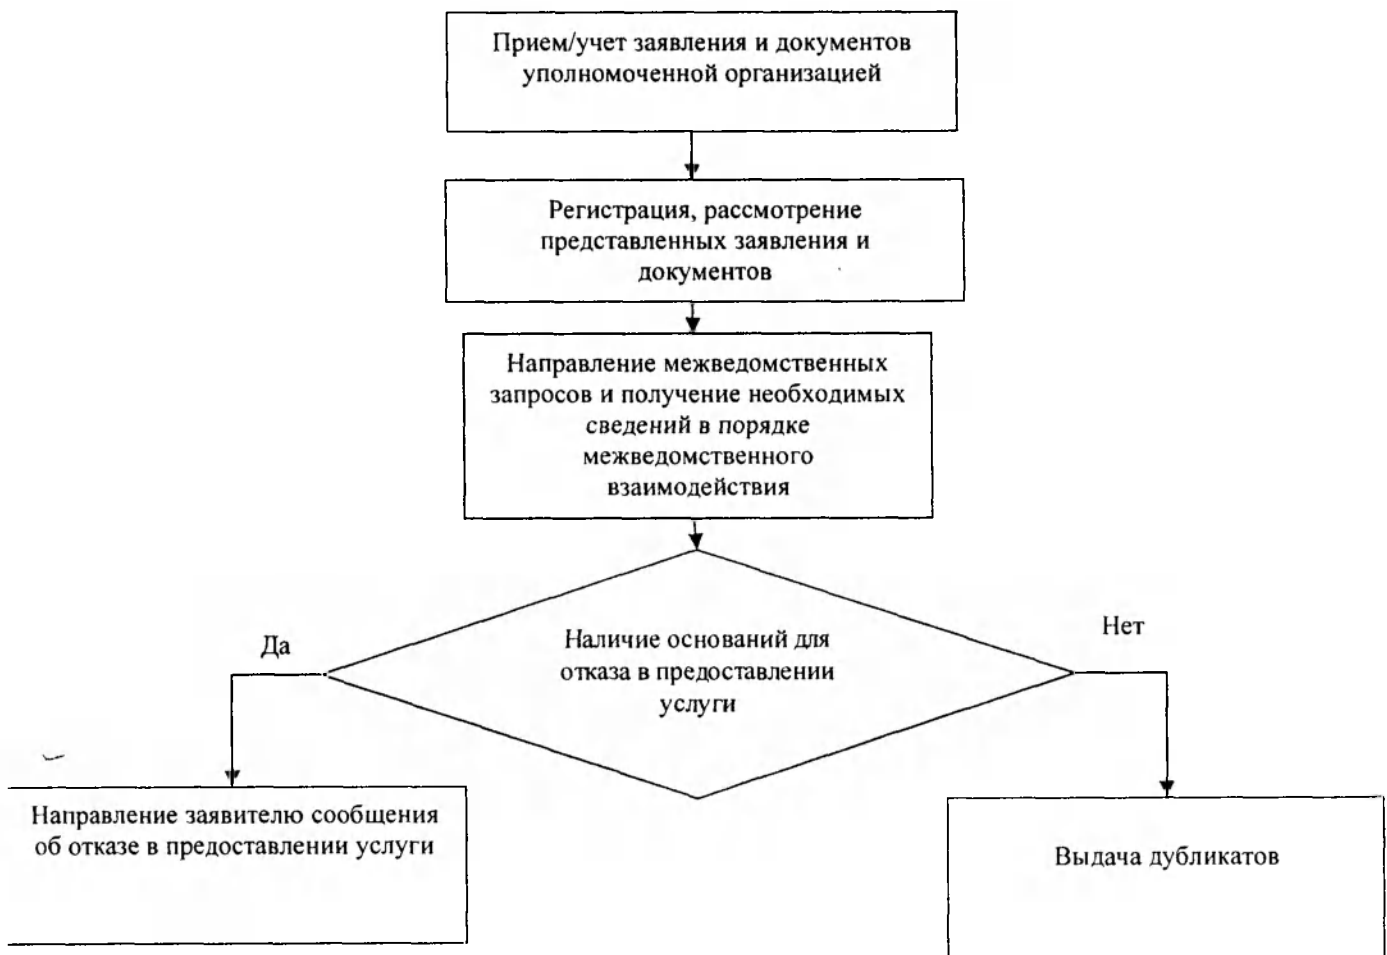 Прием/учет заявления и документов
уполномоченной организацией
Регистрация, рассмотрение
представленных заявления и
документов
Направление межведомственных
запросов и получение необходимых
сведений в порядке
межведомственного
взаимодействия
Да
Наличие оснований для
отказа в предоставлении
услуги
Нет
Направление заявителю сообщения
об отказе в предоставлении услуги
Выдача дубликатов